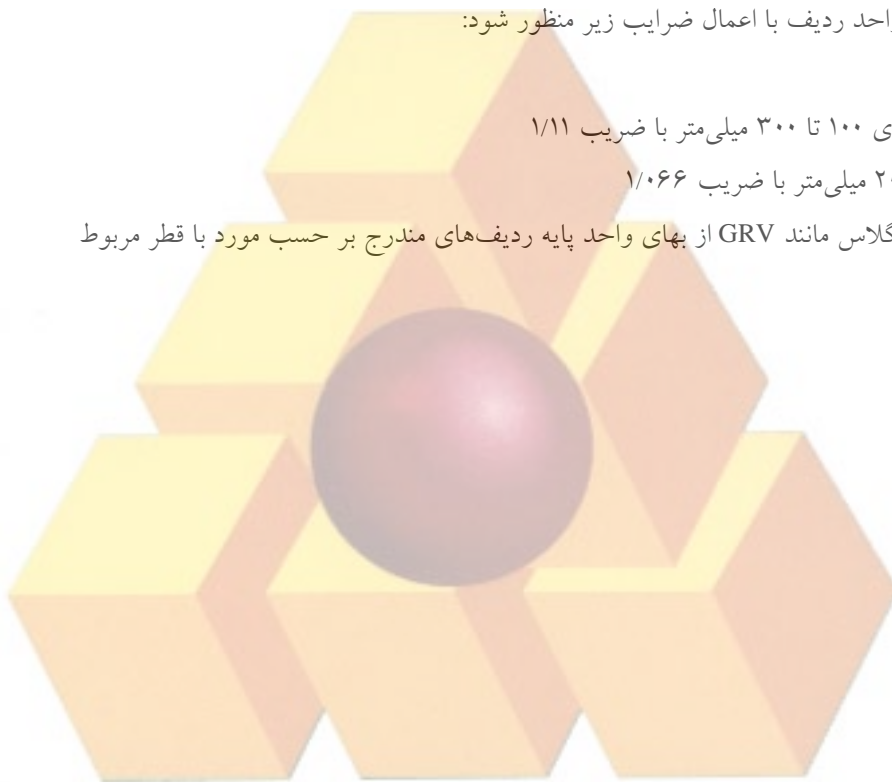 واحد ردیف با اعمال ضرایب زیر منظور شود:
ی ۱۰۰ تا ۳۰۰ میلی‌متر با ضریب ۱/۱۱
میلی‌متر با ضریب ۱/۰۶۶
گلاس مانند GRV از بهای واحد پایه ردیف‌های مندرج بر حسب مورد با قطر مربوط